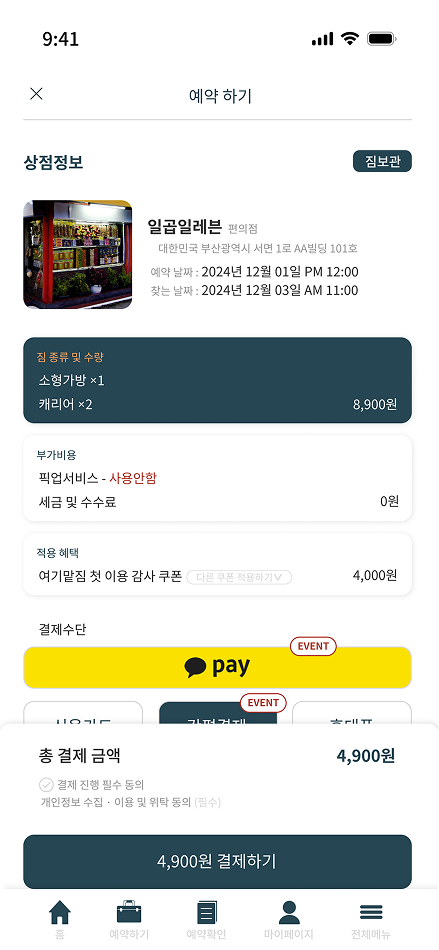 9:41
예약 하기
상점정보
짐보관
일곱일레븐 편의점
대한민국 부산광역시 서면 1로 AA빌딩 101호
예약 날짜 : 2024년 12월 01일 PM 12:00
찾는 날짜 : 2024년 12월 03일 AM 11:00
짐 종류 및 수량
소형가방 ×1
캐리어 ×2 8,900원
부가비용
픽업서비스 - 사용안함
세금 및 수수료 0원
적용 혜택
여기맡짐 첫 이용 감사 쿠폰 다른 쿠폰 적용하기 4,000원
결제수단
EVENT
pay
EVENT
간편결제
휴대폰
총 결제 금액 4,900원
결제 진행 필수 동의
개인정보 수집 · 이용 및 위탁 동의 (필수)
4,900원 결제하기
홈 예약하기 예약확인 마이페이지 전체메뉴